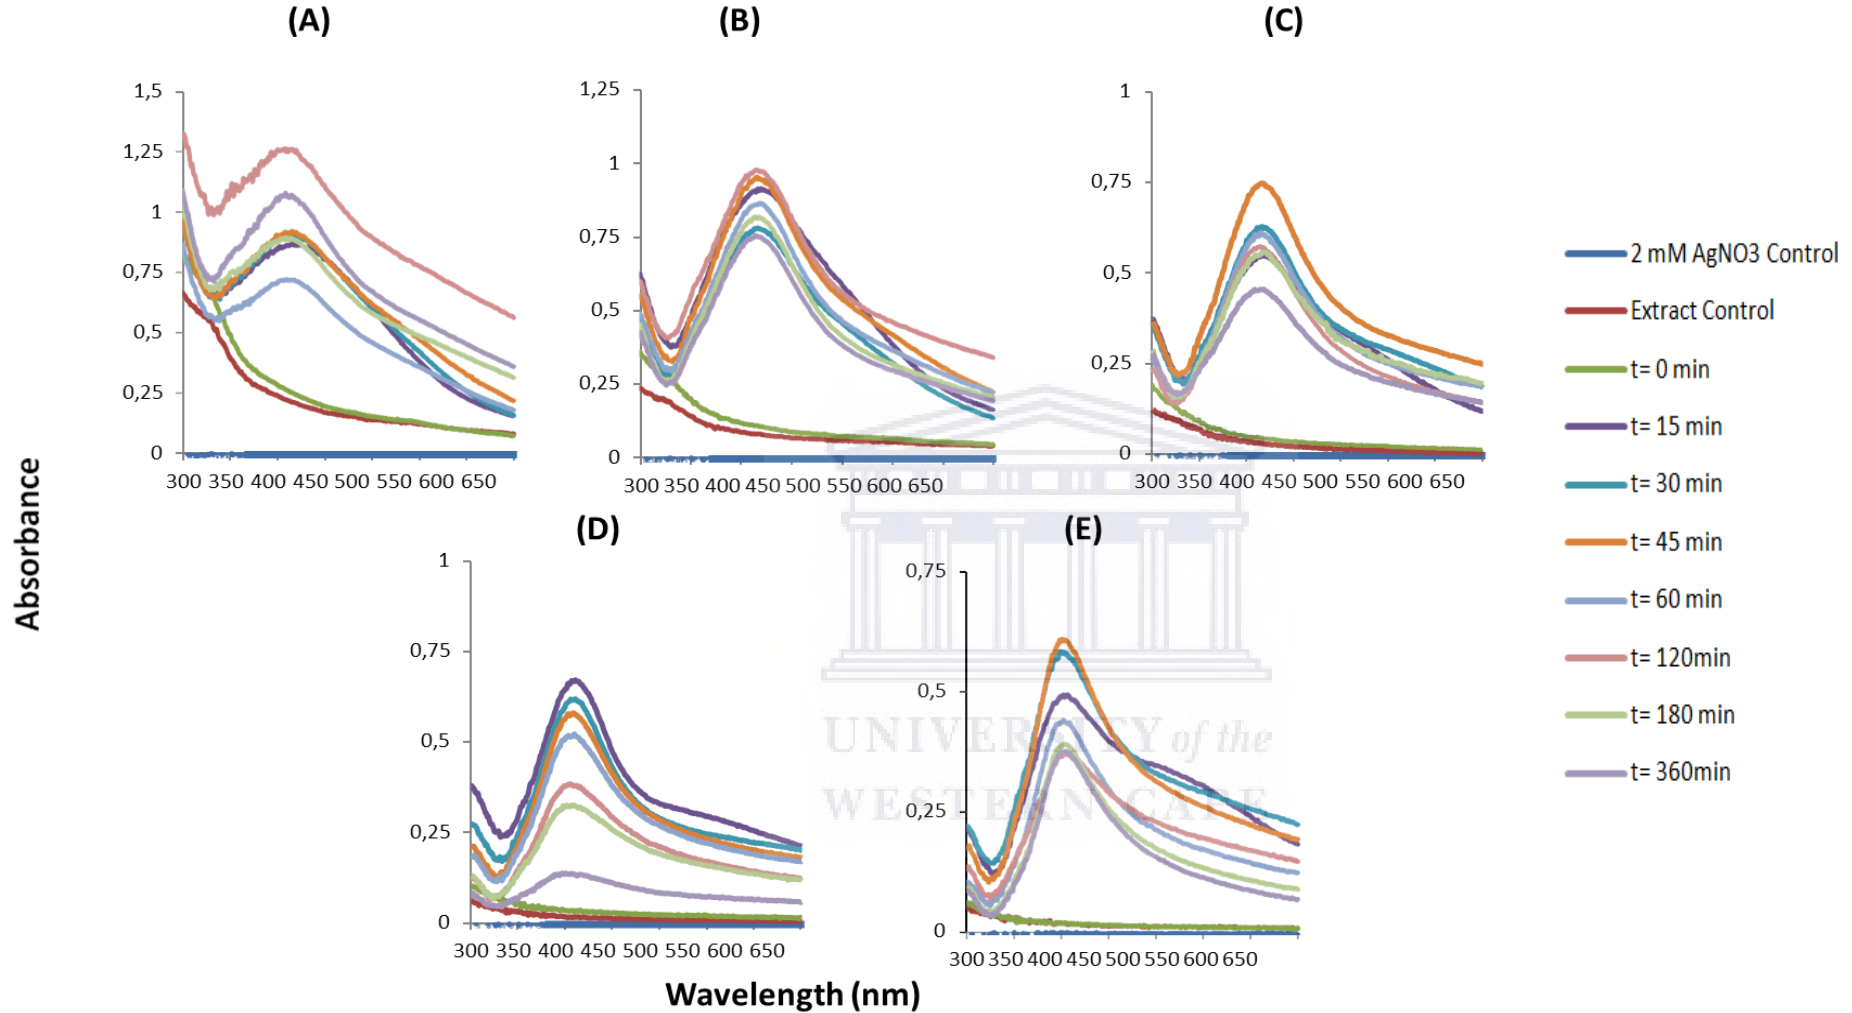 (A)
(B)
(C)
1,5
1,25
1
0,75
0,5
0,25
0
300 350 400 450 500 550 600 650
1,25
1
0,75
0,5
0,25
0
300 350 400 450 500 550 600 650
1
0,75
0,5
0,25
0
300 350 400 450 500 550 600 650
2 mM AgNO3 Control
Extract Control
t= 0 min
t= 15 min
t= 30 min
t= 45 min
t= 60 min
t= 120min
t= 180 min
t= 360min
Absorbance
(D)
(E)
1
0,75
0,5
0,25
0
300 350 400 450 500 550 600 650
0,75
0,5
0,25
0
300 350 400 450 500 550 600 650
UNIVERSITY of the
WESTERN CAPE
Wavelength (nm)